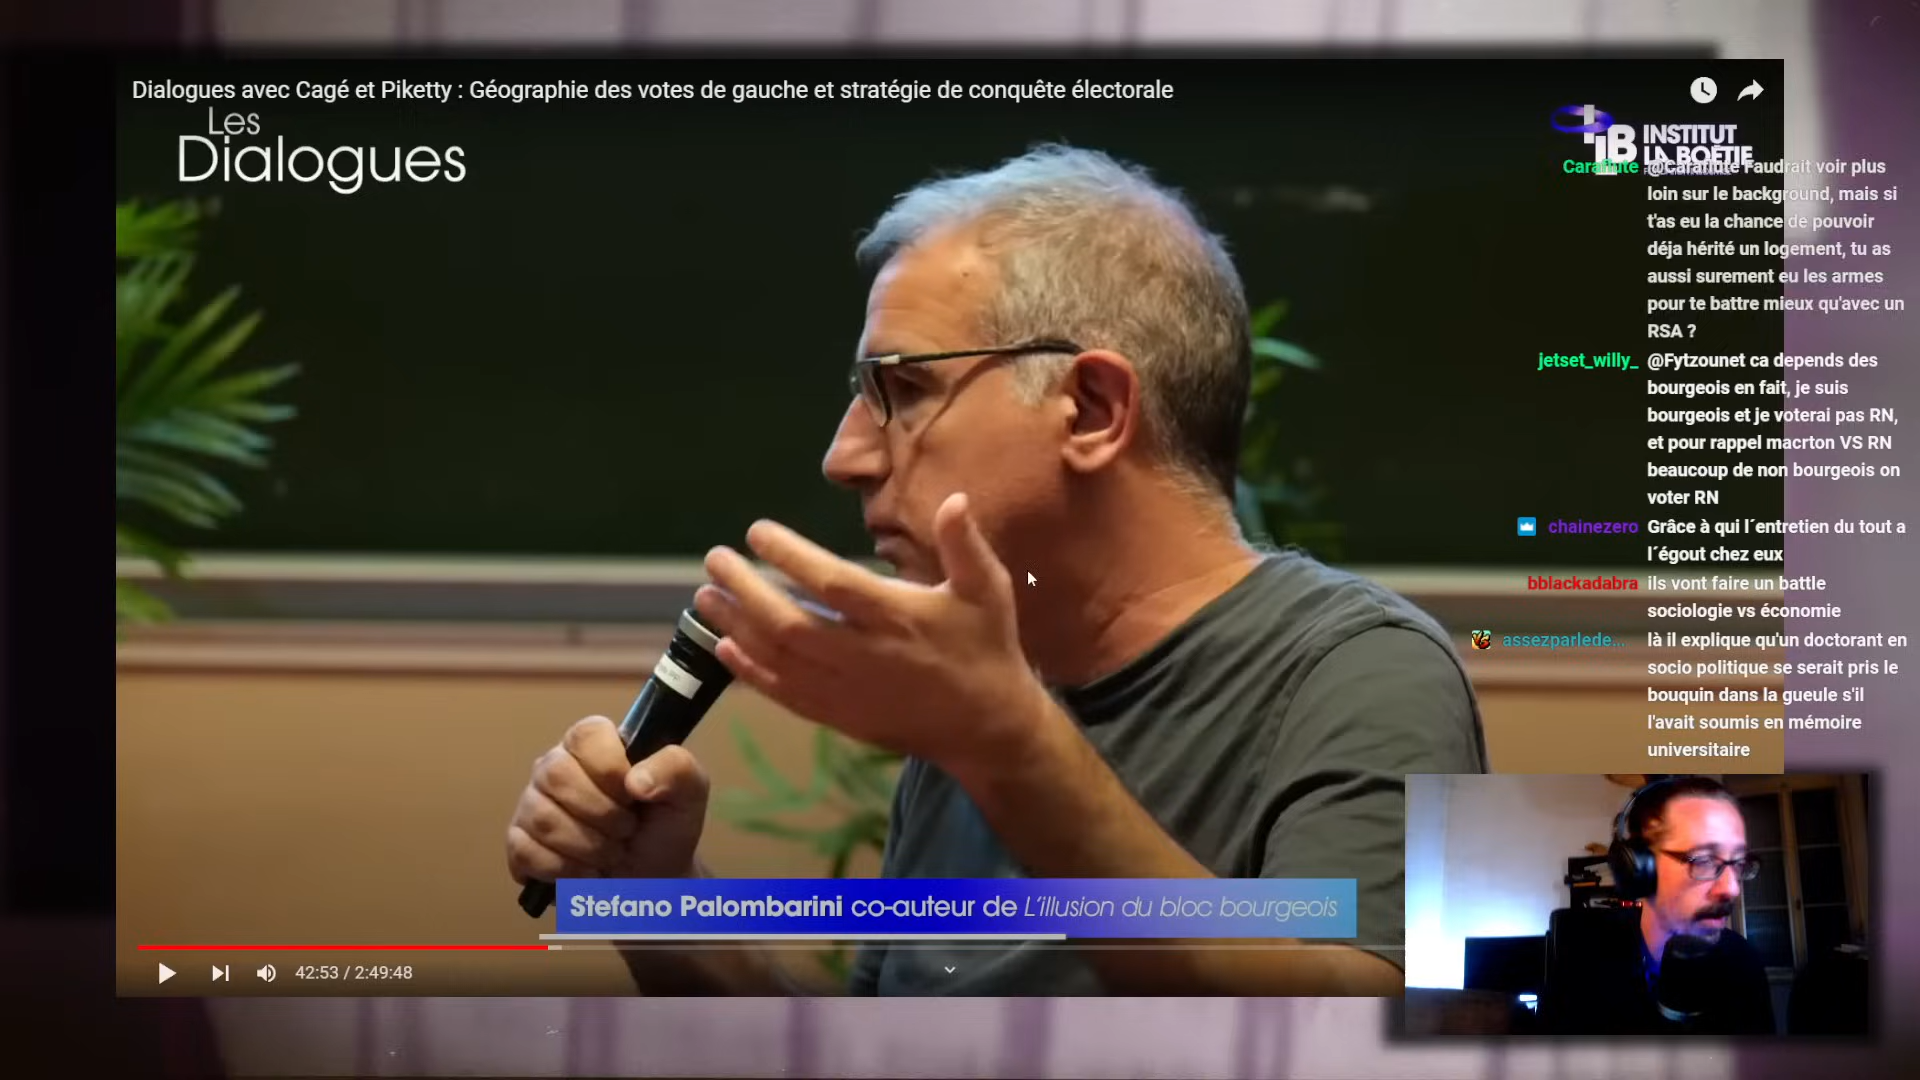 Dialogues avec Cagé et Piketty : Géographie des votes de gauche et stratégie de conquête électorale
Les
Dialogues
INSTITUT
LA BOÉTIE
Caraflute @Caraflute Faudrait voir plus
loin sur le background, mais si
t'as eu la chance de pouvoir
déja hérité un logement, tu as
aussi surement eu les armes
pour te battre mieux qu'avec un
RSA ?
jetset_willy_ @Fytzounet ca depends des
bourgeois en fait, je suis
bourgeois et je voterai pas RN,
et pour rappel macrton VS RN
beaucoup de non bourgeois on
voter RN
chainezero Grâce à qui l´entretien du tout a
l´égout chez eux
bblackadabra ils vont faire un battle
sociologie vs économie
assezparlede... là il explique qu'un doctorant en
socio politique se serait pris le
bouquin dans la gueule s'il
l'avait soumis en mémoire
universitaire
Stefano Palombarini co-auteur de L'illusion du bloc bourgeois
42:53 / 2:49:48